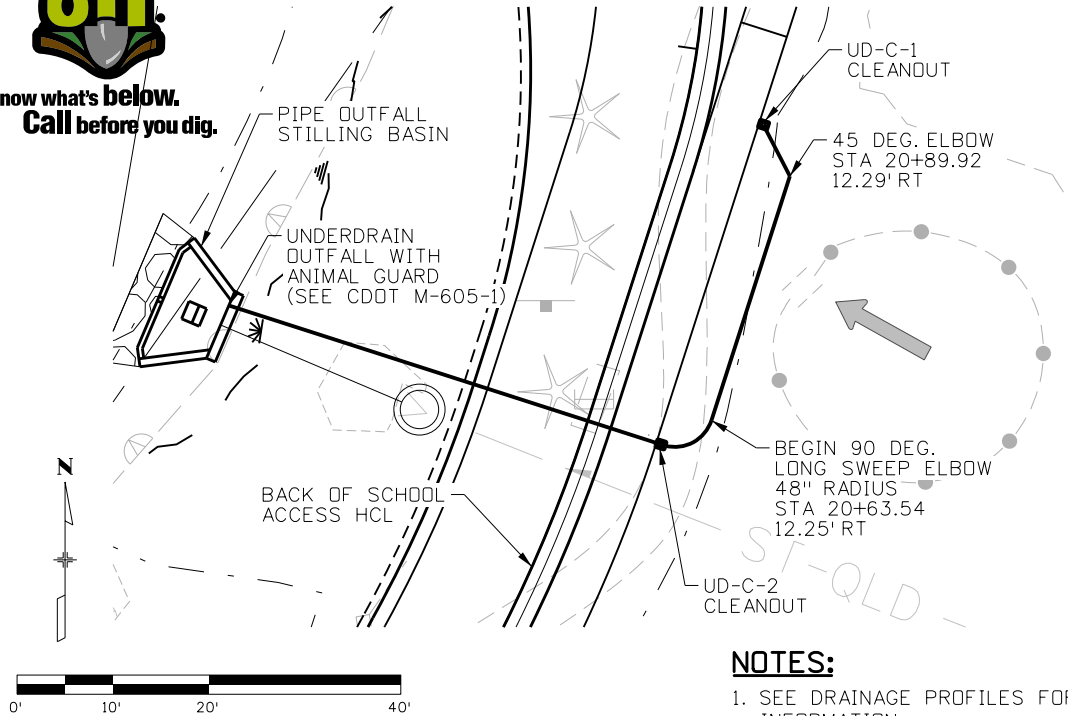 off.
now what's below.
Call before you dig.
PIPE OUTFALL
STILLING BASIN
UD-C-1
CLEANOUT
45 DEG. ELBOW
STA 20+89.92
12.29' RT
UNDERDRAIN
OUTFALL WITH
ANIMAL GUARD
(SEE CDOT M-605-1)
BEGIN 90 DEG.
LONG SWEEP ELBOW
48" RADIUS
STA 20+63.54
12.25' RT
BACK OF SCHOOL
ACCESS HCL
N
ST-QLD
UD-C-2
CLEANOUT
0' 10' 20' 40'
NOTES:
1. SEE DRAINAGE PROFILES FOR
INFORMATION